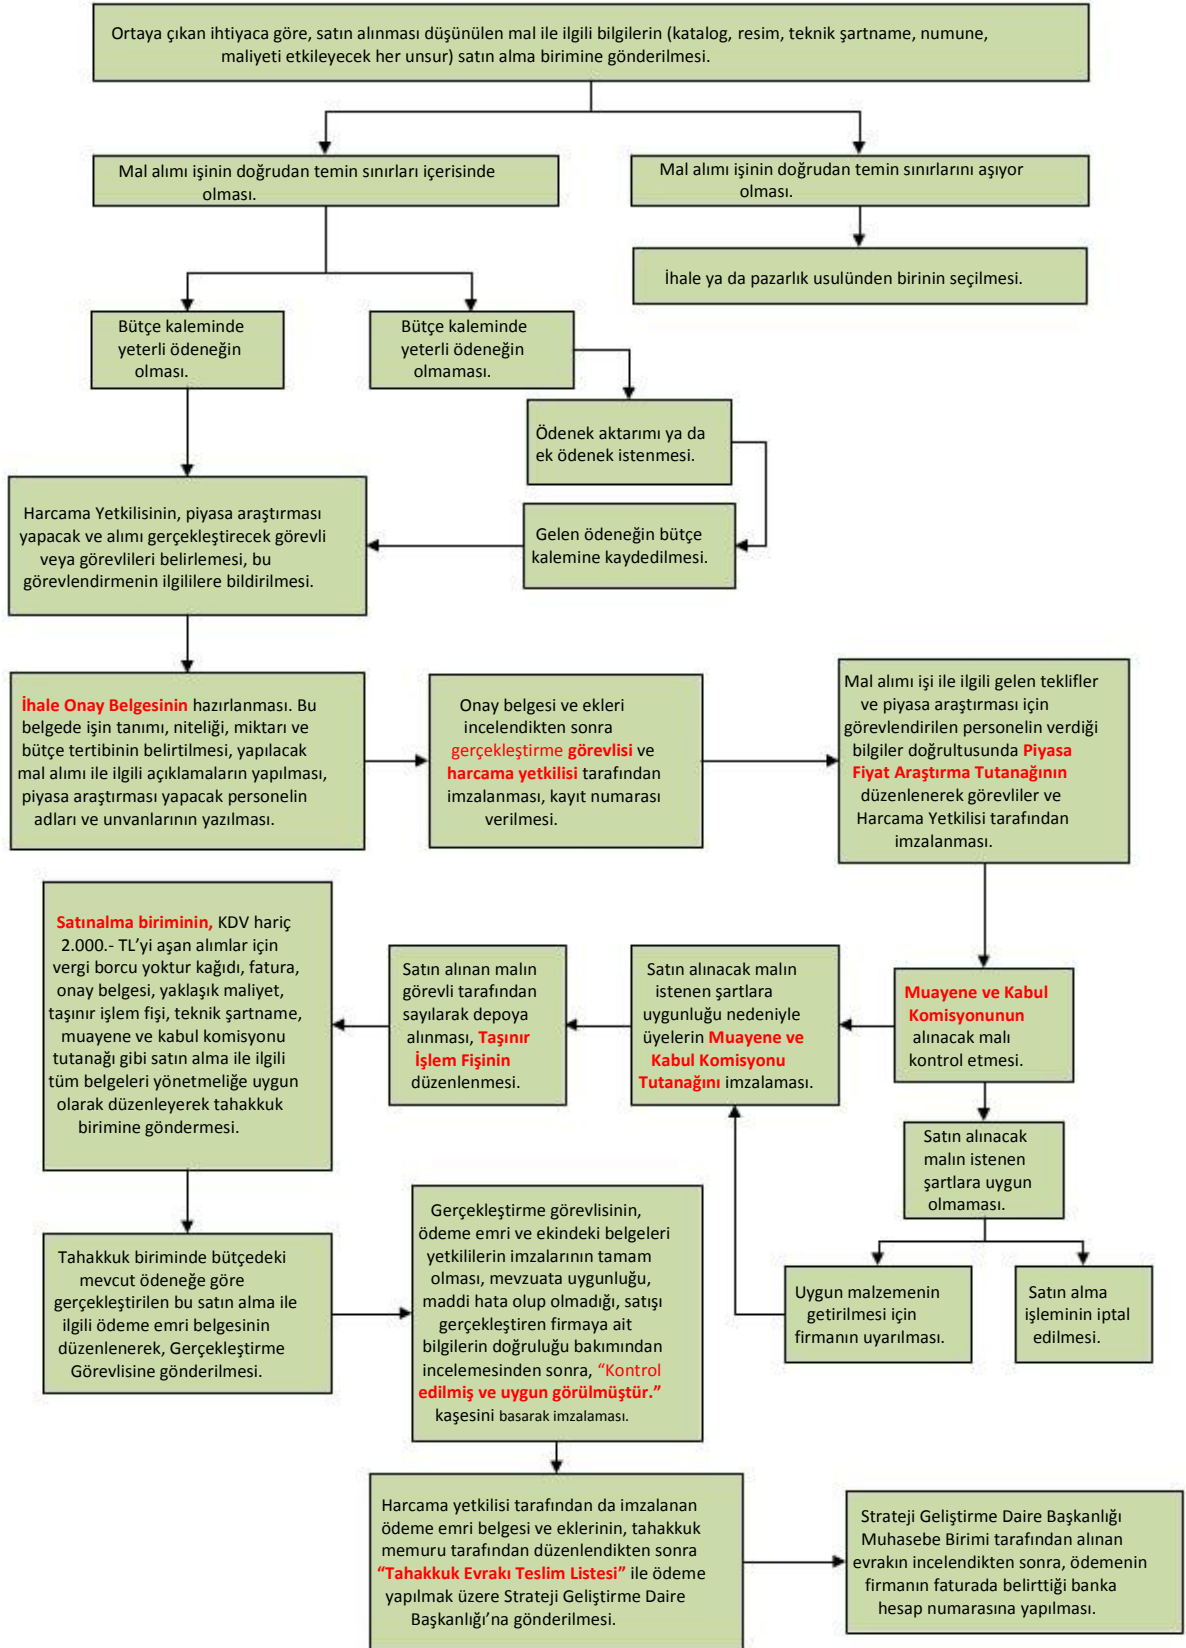 Ortaya çıkan ihtiyaca göre, satın alınması düşünülen mal ile ilgili bilgilerin (katalog, resim, teknik şartname, numune,
maliyeti etkileyecek her unsur) satın alma birimine gönderilmesi.
Mal alımı işinin doğrudan temin sınırları içerisinde
olması.
Mal alımı işinin doğrudan temin sınırlarını aşıyor
olması.
İhale ya da pazarlık usulünden birinin seçilmesi.
Bütçe kaleminde
yeterli ödeneğin
olması.
Bütçe kaleminde
yeterli ödeneğin
olmaması.
Ödenek aktarımı ya da
ek ödenek istenmesi.
Gelen ödeneğin bütçe
kalemine kaydedilmesi.
Harcama Yetkilisinin, piyasa araştırması
yapacak ve alımı gerçekleştirecek görevli
veya görevlileri belirlemesi, bu
görevlendirmenin ilgililere bildirilmesi.
İhale Onay Belgesinin hazırlanması. Bu
belgede işin tanımı, niteliği, miktarı ve
bütçe tertibinin belirtilmesi, yapılacak
mal alımı ile ilgili açıklamaların yapılması,
piyasa araştırması yapacak personelin
adları ve unvanlarının yazılması.
Onay belgesi ve ekleri
incelendikten sonra
gerçekleştirme görevlisi ve
harcama yetkilisi tarafından
imzalanması, kayıt numarası
verilmesi.
Mal alımı işi ile ilgili gelen teklifler
ve piyasa araştırması için
görevlendirilen personelin verdiği
bilgiler doğrultusunda Piyasa
Fiyat Araştırma Tutanağının
düzenlenerek görevliler ve
Harcama Yetkilisi tarafından
imzalanması.
Muayene ve Kabul
Komisyonunun
alınacak malı
kontrol etmesi.
Satın alınacak malın
istenen şartlara
uygunluğu nedeniyle
üyelerin Muayene ve
Kabul Komisyonu
Tutanağını imzalaması.
Satın alınan malın
görevli tarafından
sayılarak depoya
alınması, Taşınır
İşlem Fişinin
düzenlenmesi.
Satınalma biriminin, KDV hariç
2.000.- TL’yi aşan alımlar için
vergi borcu yoktur kağıdı, fatura,
onay belgesi, yaklaşık maliyet,
taşınır işlem fişi, teknik şartname,
muayene ve kabul komisyonu
tutanağı gibi satın alma ile ilgili
tüm belgeleri yönetmeliğe uygun
olarak düzenleyerek tahakkuk
birimine göndermesi.
Satın alınacak
malın istenen
şartlara uygun
olmaması.
Uygun malzemenin
getirilmesi için
firmanın uyarılması.
Satın alma
işleminin iptal
edilmesi.
Tahakkuk biriminde bütçedeki
mevcut ödeneğe göre
gerçekleştirilen bu satın alma ile
ilgili ödeme emri belgesinin
düzenlenerek, Gerçekleştirme
Görevlisine gönderilmesi.
Gerçekleştirme görevlisinin,
ödeme emri ve ekindeki belgeleri
yetkililerin imzalarının tamam
olması, mevzuata uygunluğu,
maddi hata olup olmadığı, satışı
gerçekleştiren firmaya ait
bilgilerin doğruluğu bakımından
incelemesinden sonra, “Kontrol
edilmiş ve uygun görülmüştür.”
kaşesini basarak imzalaması.
Harcama yetkilisi tarafından da imzalanan
ödeme emri belgesi ve eklerinin, tahakkuk
memuru tarafından düzenlendikten sonra
“Tahakkuk Evrakı Teslim Listesi” ile ödeme
yapılmak üzere Strateji Geliştirme Daire
Başkanlığı’na gönderilmesi.
Strateji Geliştirme Daire Başkanlığı
Muhasebe Birimi tarafından alınan
evrakın incelendikten sonra, ödemenin
firmanın faturada belirttiği banka
hesap numarasına yapılması.